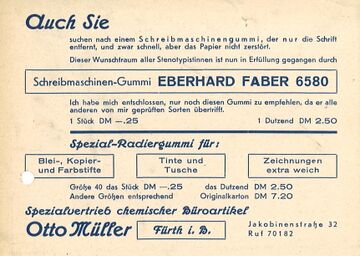 Auch Sie
suchen nach einem Schreibmaschinengummi, der nur die Schrift
entfernt, und zwar schnell, aber das Papier nicht zerstört.
Dieser Wunschtraum aller Stenotypistinnen ist nun in Erfüllung gegangen durch
Schreibmaschinen-Gummi EBERHARD FABER 6580
Ich habe mich entschlossen, nur noch diesen Gummi zu empfehlen, da er alle
anderen von mir geprüften Sorten übertrifft.
1 Stück DM —.25 1 Dutzend DM 2.50
Spezial-Radiergummi für:
Blei-, Kopier- und Farbstifte
Tinte und Tusche
Zeichnungen extra weich
Größe 40 das Stück DM —.25 das Dutzend DM 2.50
Andere Größen entsprechend Originalkarton DM 7.20
Spezialvertrieb chemischer Büroartikel
Otto Müller Fürth i. B.
Jakobinenstraße 32
Ruf 70182